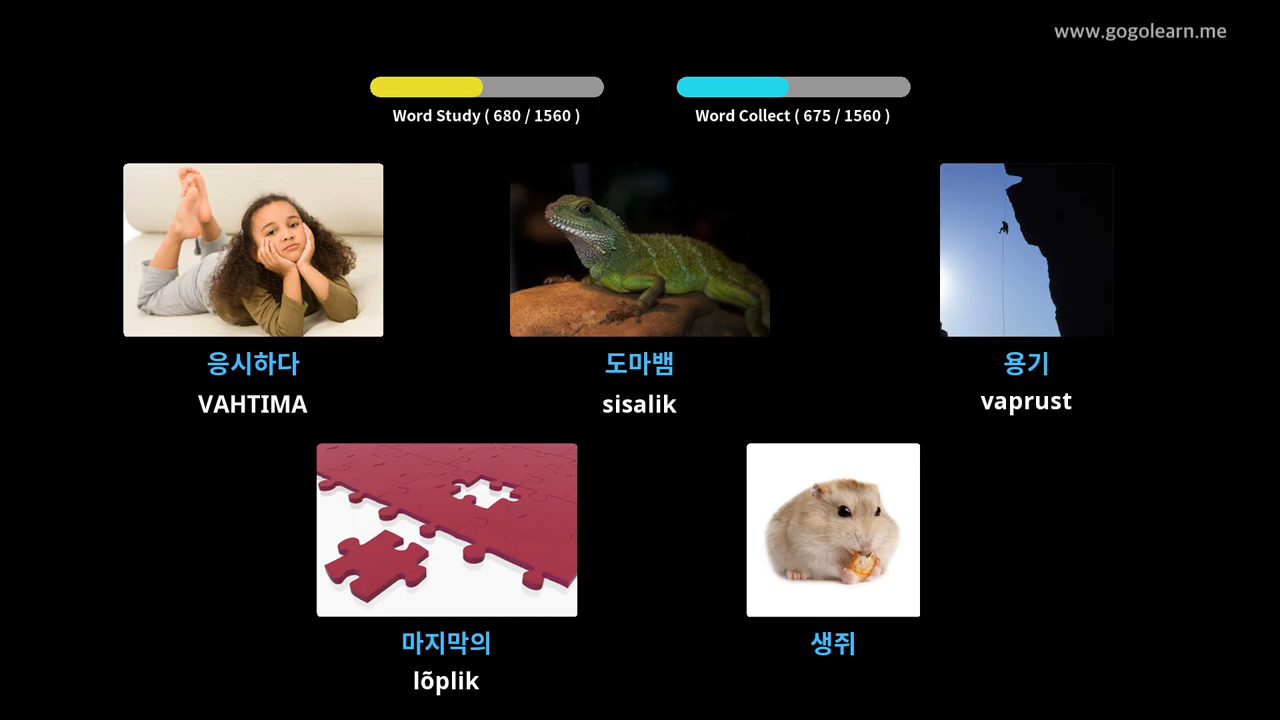 www.gogolearn.me
Word Study ( 680 / 1560 )
Word Collect ( 675 / 1560 )
응시하다
VAHTIMA
도마뱀
sisalik
용기
vaprust
마지막의
lõplik
생쥐